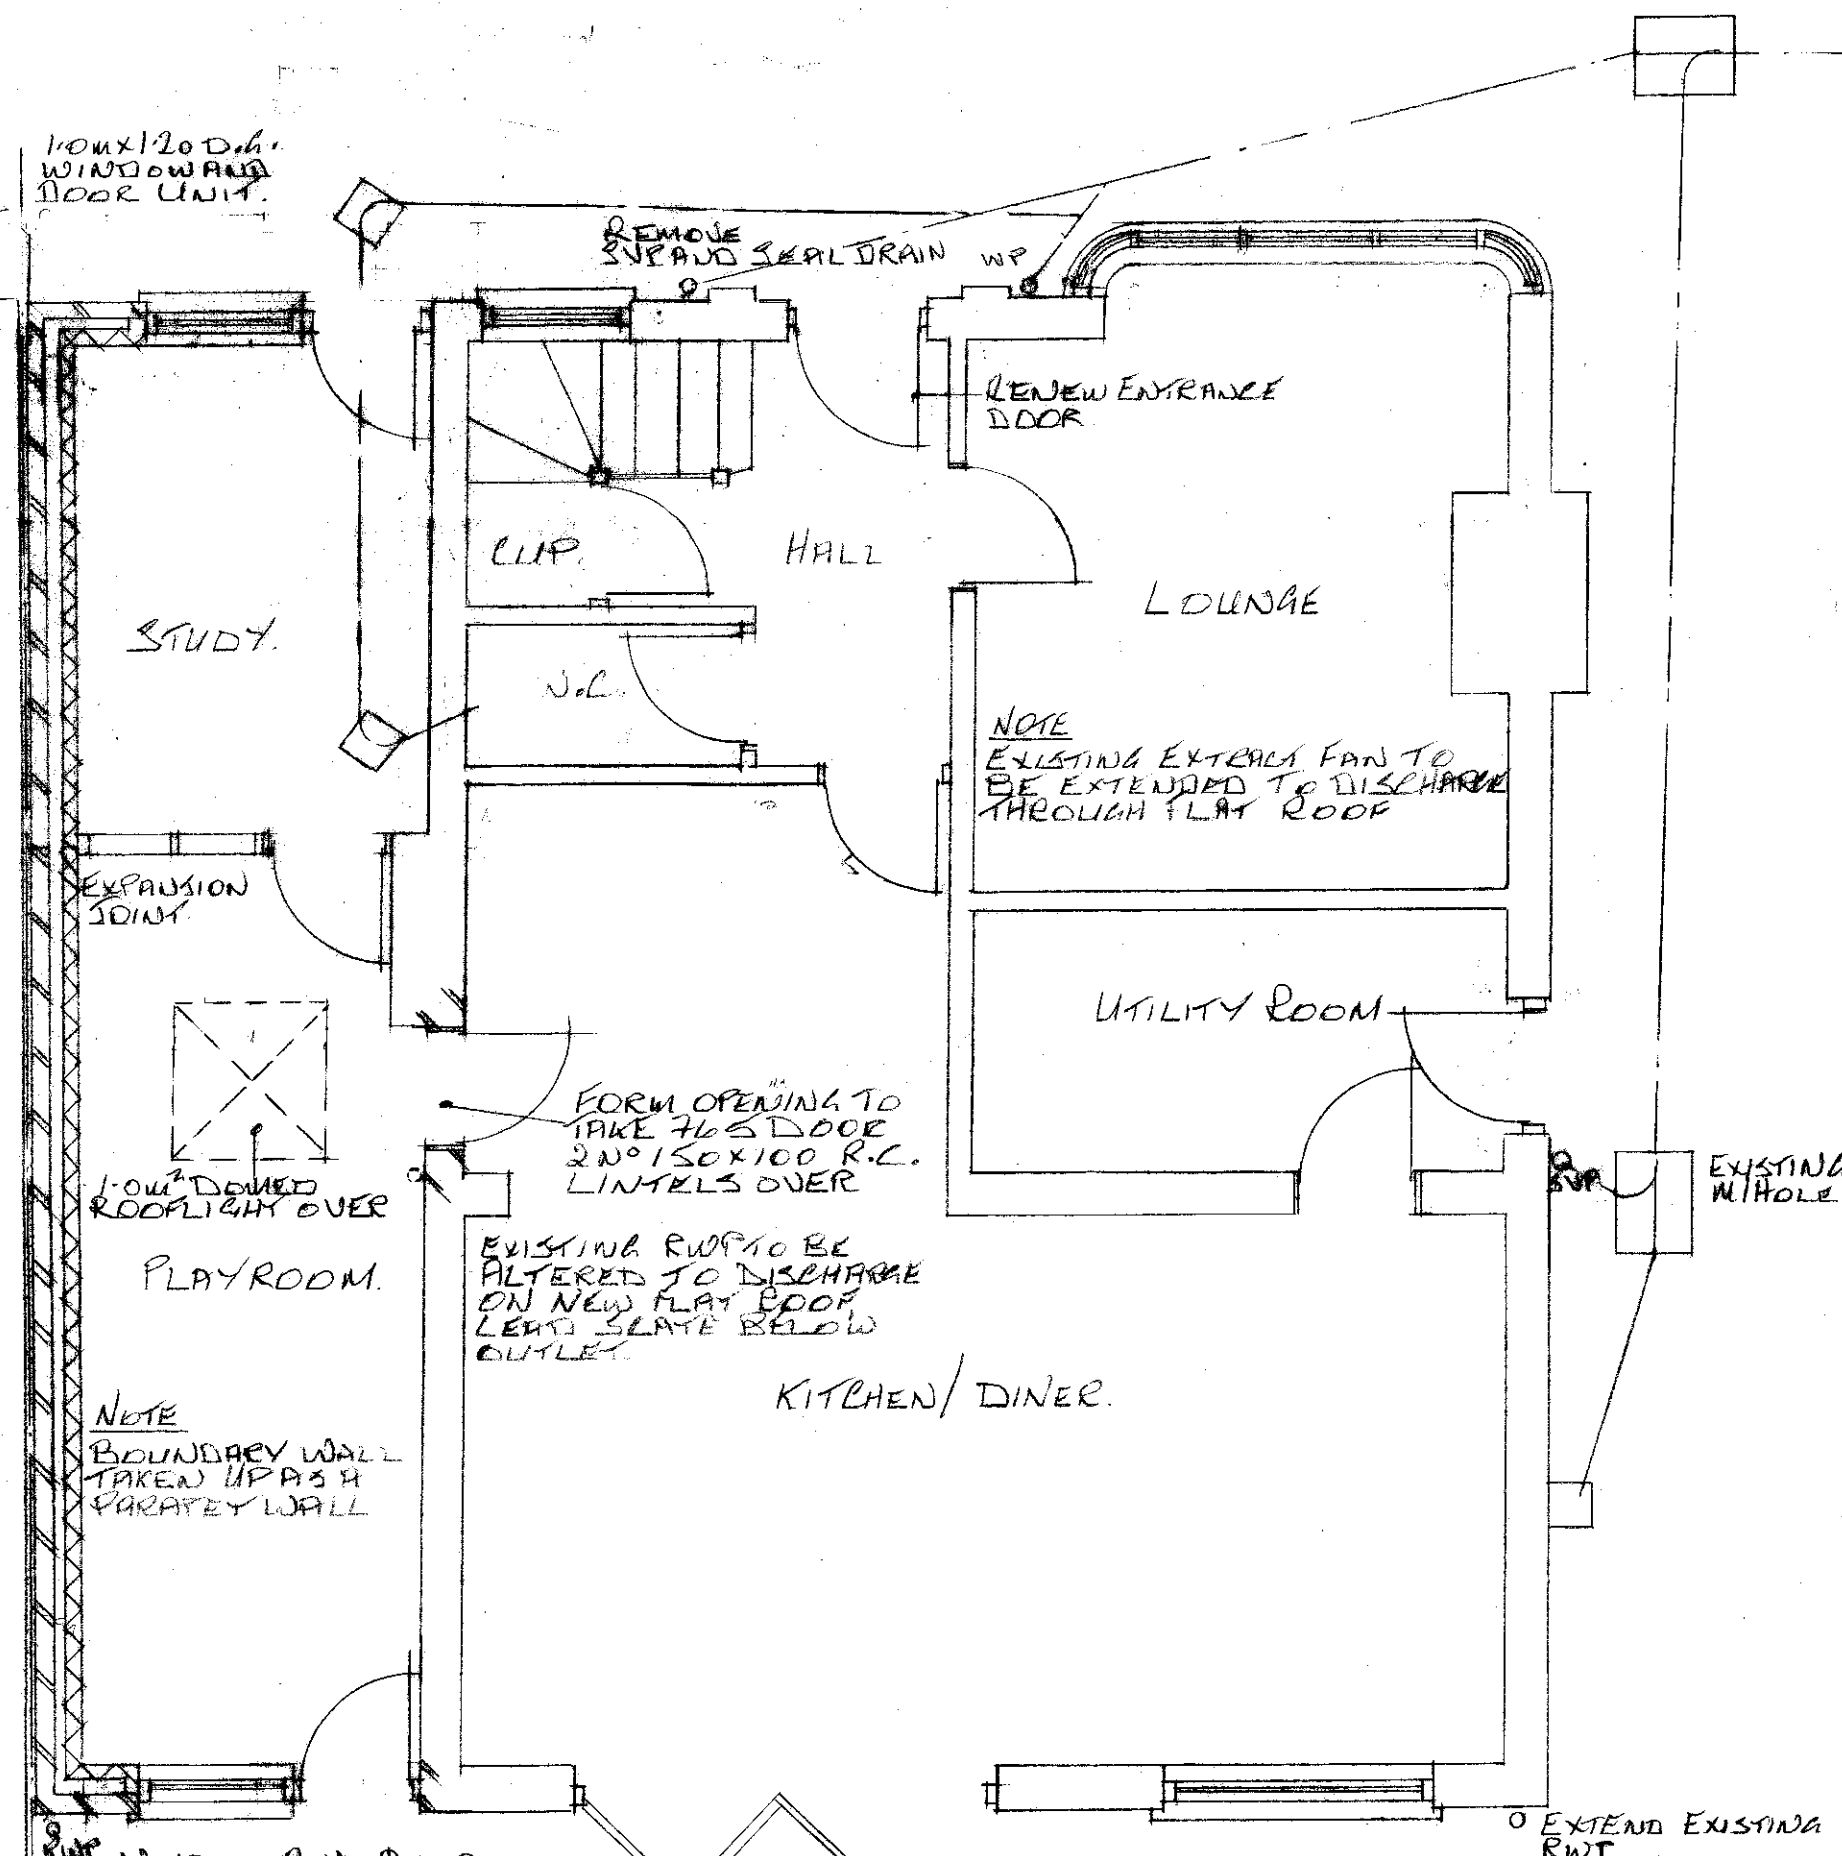 1.0m x 1.20 D.G.
WINDOW AND
DOOR UNIT.
REMOVE
SVP AND SEAL DRAIN
WP
RENEW ENTRANCE
DOOR
CUP.
HALL
LOUNGE
STUDY.
W.C.
NOTE
EXISTING EXTRACT FAN TO
BE EXTENDED TO DISCHARGE
THROUGH FLAT ROOF
EXPANSION
JOINT.
UTILITY ROOM
FORM OPENING TO
TAKE 765 DOOR
2 No 150x100 R.C.
LINTELS OVER
SVP
EXISTING
M/HOLE
1.0m² DOMED
ROOFLIGHT OVER
PLAYROOM.
EXISTING RWP TO BE
ALTERED TO DISCHARGE
ON NEW FLAT ROOF
LEAD SLATE BELOW
OUTLET.
KITCHEN/DINER.
NOTE
BOUNDARY WALL
TAKEN UP AS A
PARAPET WALL
EXTEND EXISTING